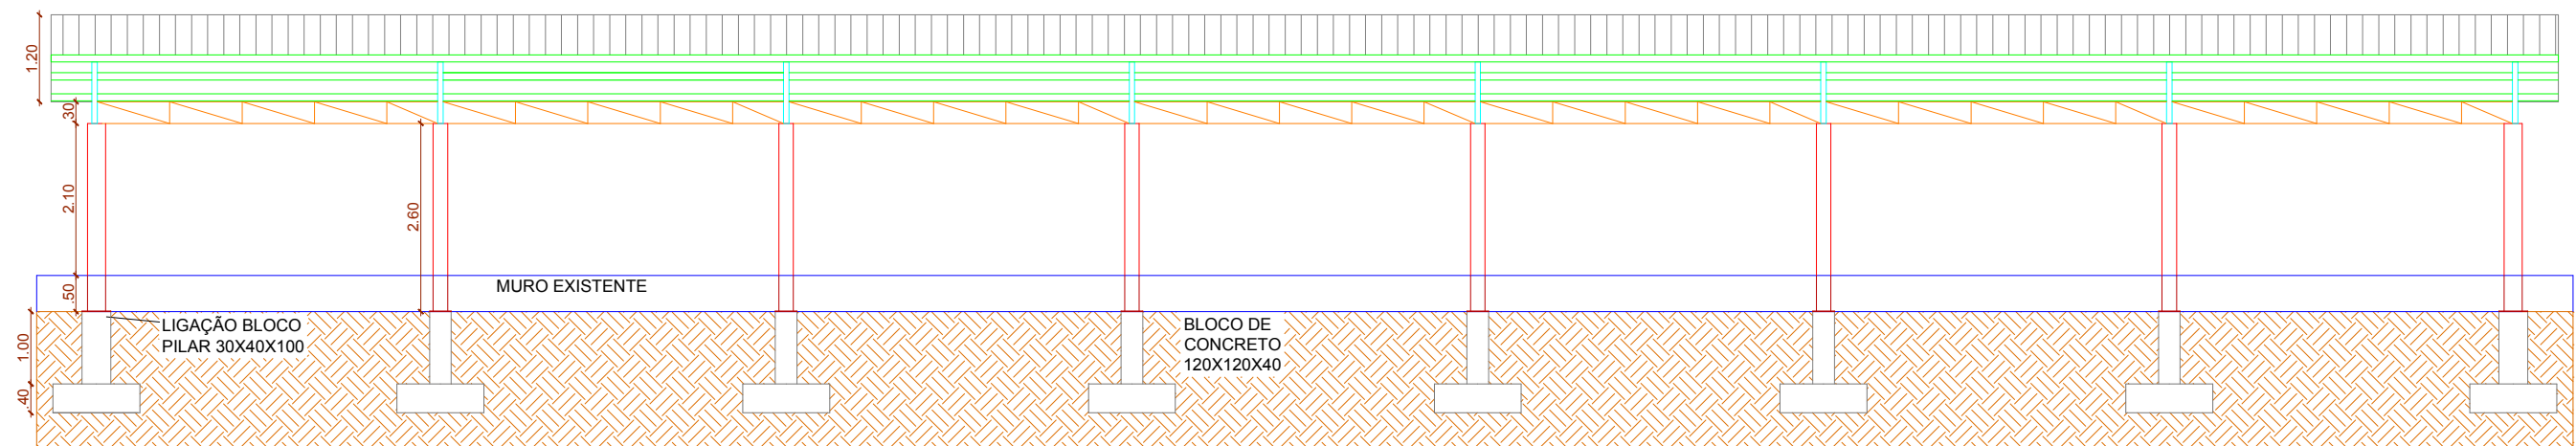 1.20
.30
2.10
2.60
.50
MURO EXISTENTE
LIGAÇÃO BLOCO
PILAR 30X40X100
BLOCO DE
CONCRETO
120X120X40
1.00
.40